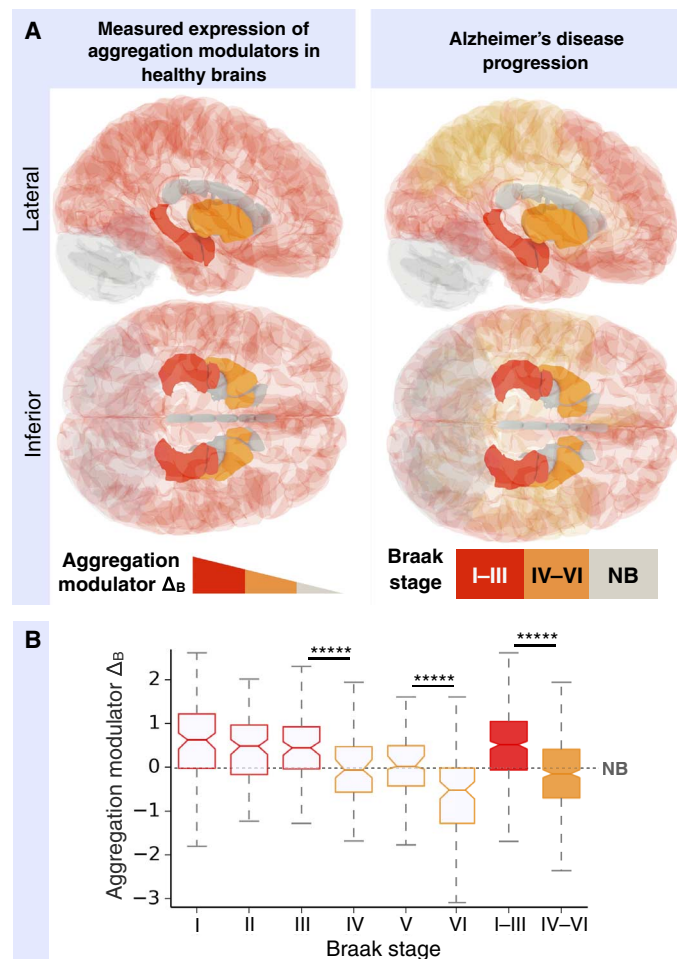 A
Measured expression of
aggregation modulators in
healthy brains
Alzheimer's disease
progression
Lateral
Inferior
Aggregation
modulator ΔB
Braak
stage
I–III
IV–VI
NB
B
Aggregation modulator ΔB
2
1
0
−1
−2
−3
*****
*****
*****
NB
I
II
III
IV
V
VI
I–III
IV–VI
Braak stage